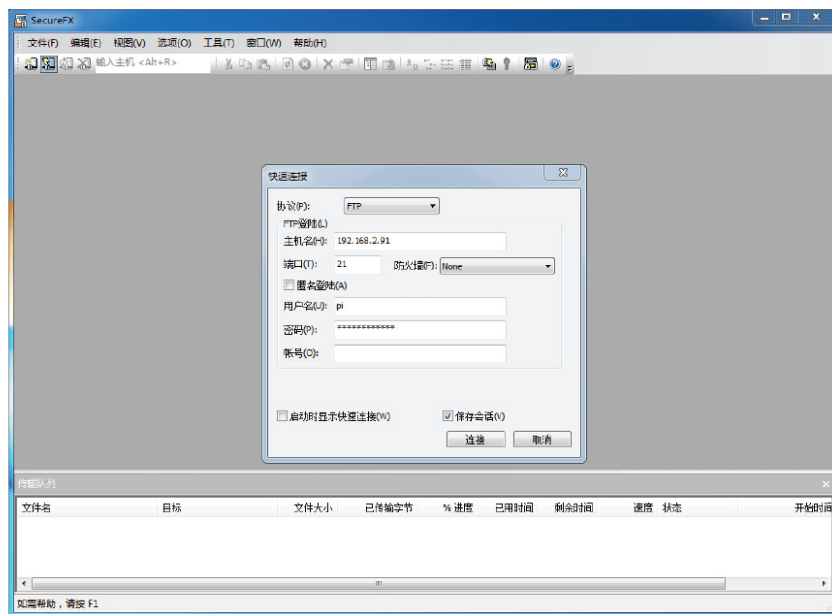 SecureFX
文件(F) 编辑(E) 视图(V) 选项(O) 工具(T) 窗口(W) 帮助(H)
输入主机 <Alt+R>
快速连接
协议(P): FTP
FTP登陆(L)
主机名(H): 192.168.2.91
端口(T): 21 防火墙(F): None
匿名登陆(A)
用户名(U): pi
密码(P): ************
帐号(O):
启动时显示快速连接(W) 保存会话(V)
连接 取消
传输队列
文件名 目标 文件大小 已传输字节 % 进度 已用时间 剩余时间 速度 状态 开始时间
如需帮助，请按 F1